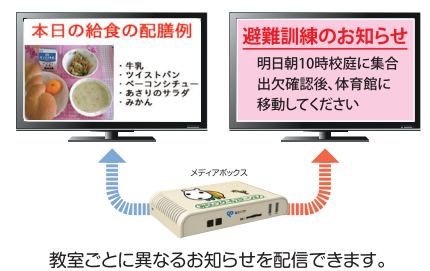 本日の給食の配膳例
・牛乳
・ツイストパン
・ベーコンシチュー
・あさりのサラダ
・みかん
避難訓練のお知らせ
明日朝10時校庭に集合
出欠確認後、体育館に
移動してください
メディアボックス
教室ごとに異なるお知らせを配信できます。